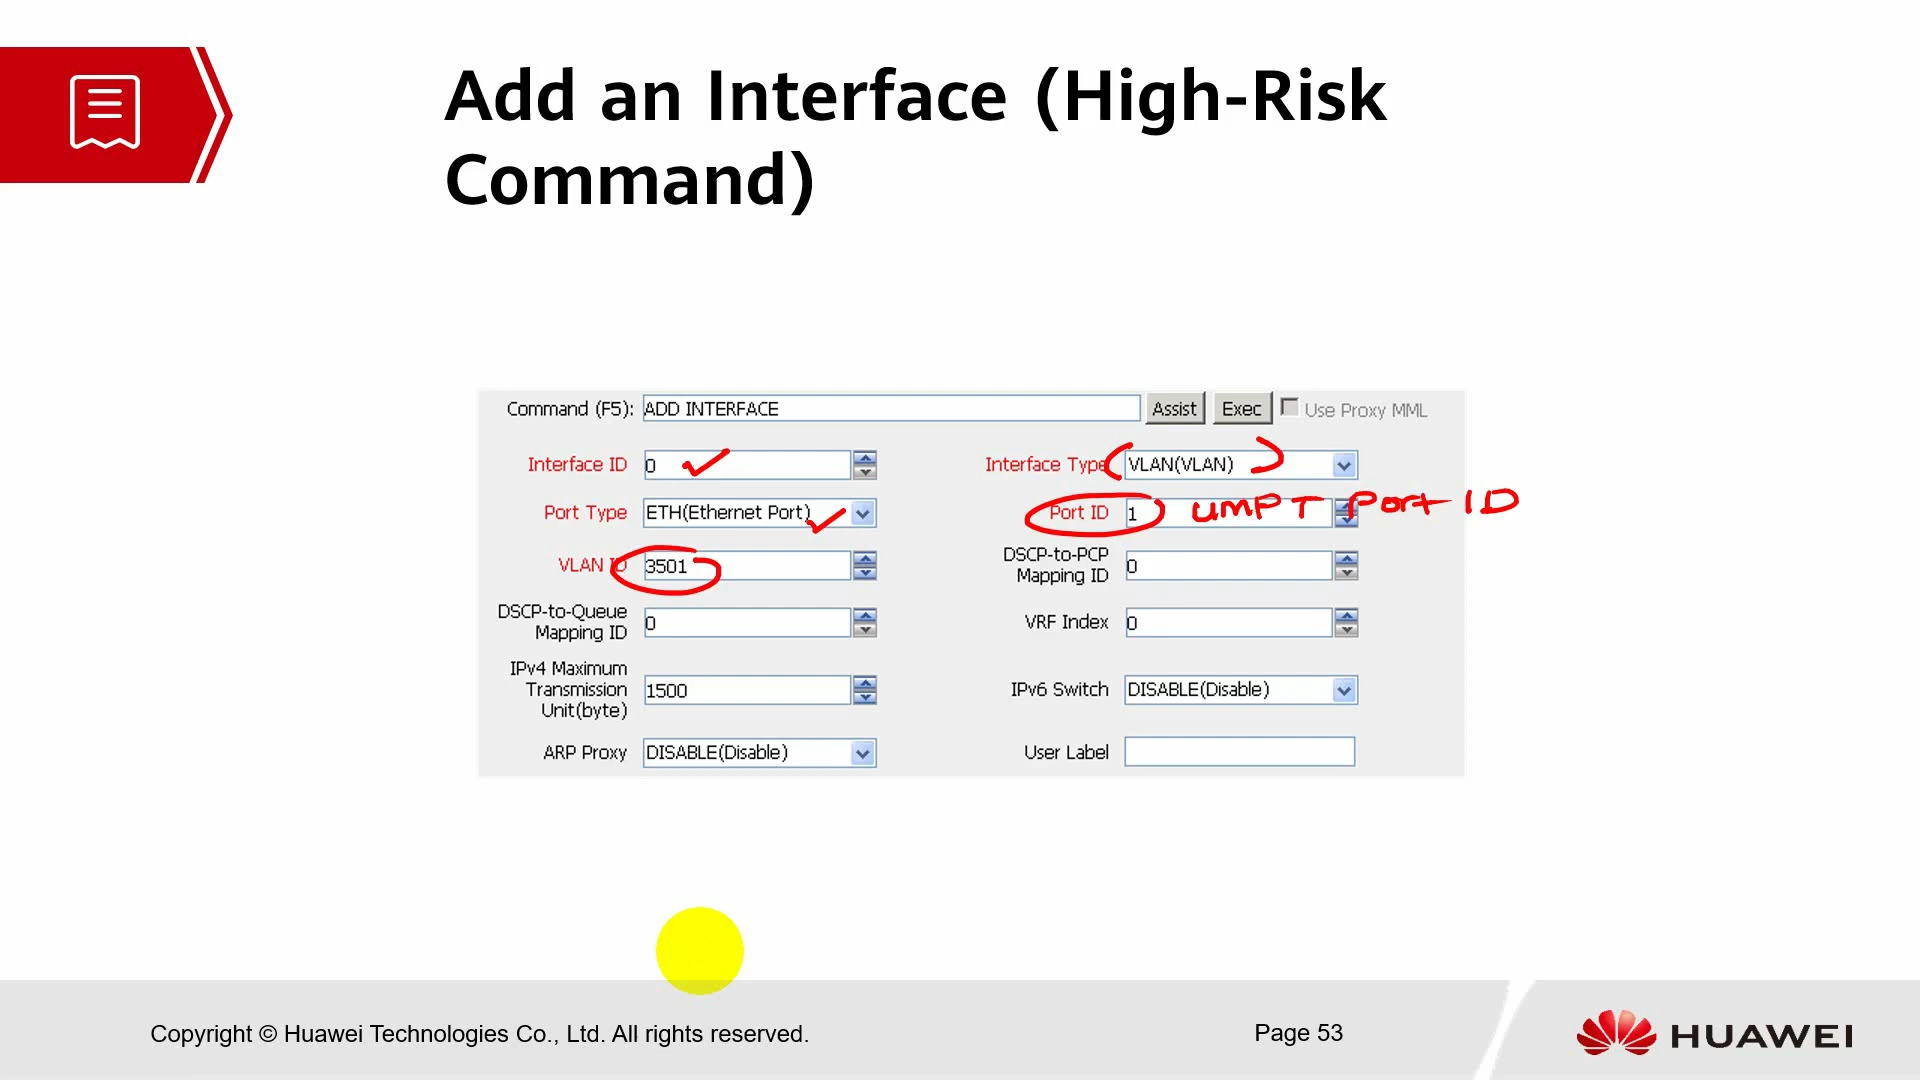 Add an Interface (High-Risk
Command)
Command (F5): ADD INTERFACE Assist Exec Use Proxy MML
Interface ID 0 Interface Type VLAN(VLAN)
Port Type ETH(Ethernet Port) Port ID 1 UMPT Port ID
VLAN ID 3501 DSCP-to-PCP
Mapping ID 0
DSCP-to-Queue
Mapping ID 0 VRF Index 0
IPv4 Maximum
Transmission
Unit(byte) 1500 IPv6 Switch DISABLE(Disable)
ARP Proxy DISABLE(Disable) User Label
Copyright © Huawei Technologies Co., Ltd. All rights reserved.
Page 53
HUAWEI